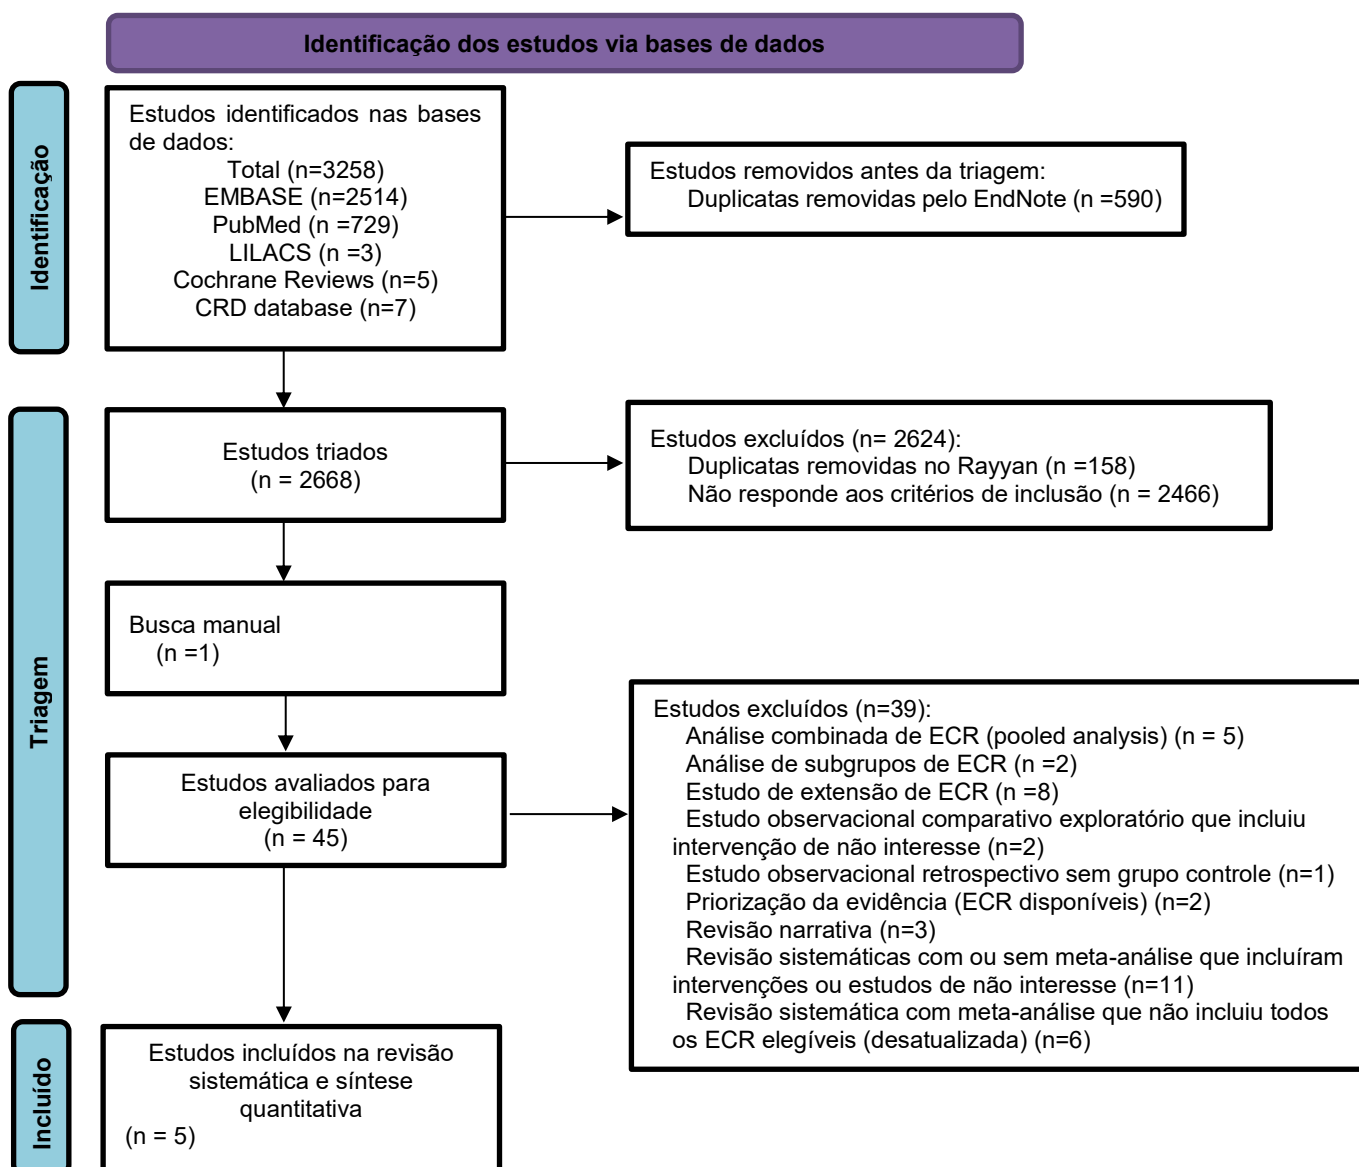 Identificação dos estudos via bases de dados
Identificação
Estudos identificados nas bases
de dados:
Total (n=3258)
EMBASE (n=2514)
PubMed (n =729)
LILACS (n =3)
Cochrane Reviews (n=5)
CRD database (n=7)
Estudos removidos antes da triagem:
Duplicatas removidas pelo EndNote (n =590)
Triagem
Estudos triados
(n = 2668)
Estudos excluídos (n= 2624):
Duplicatas removidas no Rayyan (n =158)
Não responde aos critérios de inclusão (n = 2466)
Busca manual
(n =1)
Estudos avaliados para
elegibilidade
(n = 45)
Estudos excluídos (n=39):
Análise combinada de ECR (pooled analysis) (n = 5)
Análise de subgrupos de ECR (n =2)
Estudo de extensão de ECR (n =8)
Estudo observacional comparativo exploratório que incluiu
intervenção de não interesse (n=2)
Estudo observacional retrospectivo sem grupo controle (n=1)
Priorização da evidência (ECR disponíveis) (n=2)
Revisão narrativa (n=3)
Revisão sistemáticas com ou sem meta-análise que incluíram
intervenções ou estudos de não interesse (n=11)
Revisão sistemática com meta-análise que não incluiu todos
os ECR elegíveis (desatualizada) (n=6)
Incluído
Estudos incluídos na revisão
sistemática e síntese
quantitativa
(n = 5)